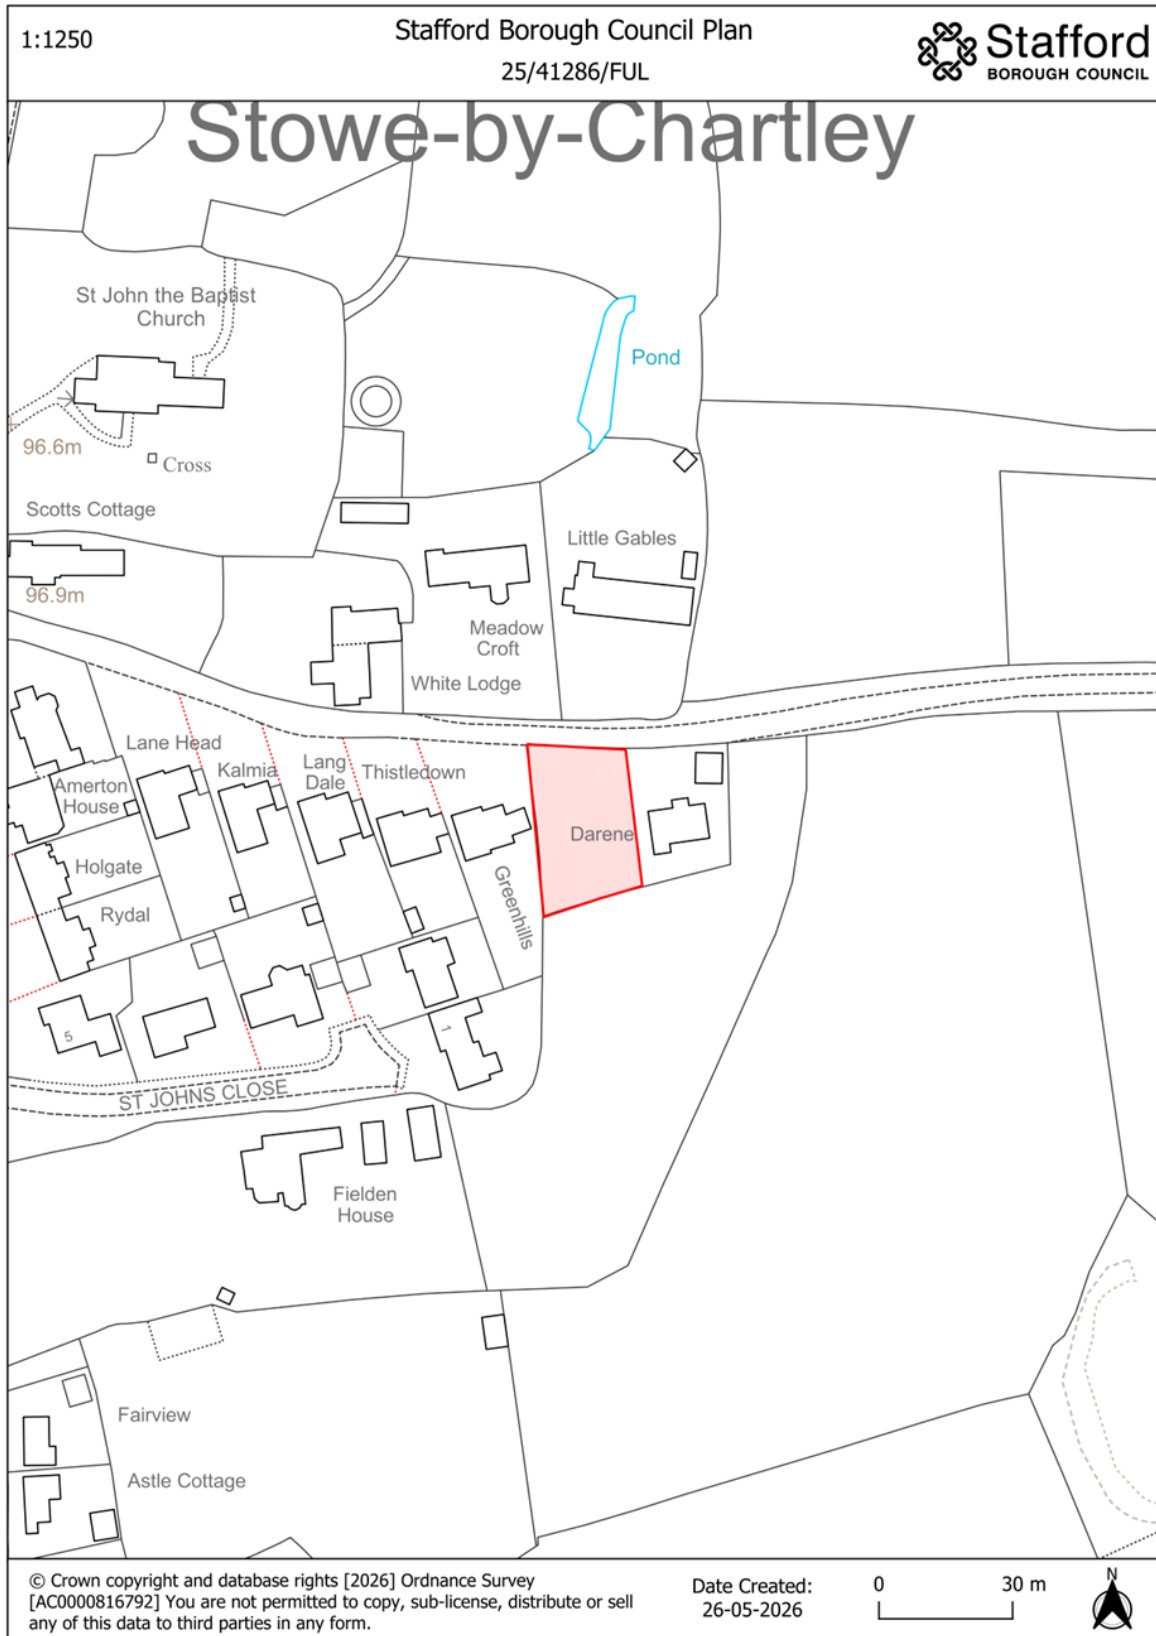 1:1250
Stafford Borough Council Plan
25/41286/FUL
Stafford
BOROUGH COUNCIL
Stowe-by-Chartley
St John the Baptist
Church
Pond
96.6m
Cross
Scotts Cottage
Little Gables
96.9m
Meadow
Croft
White Lodge
Lane Head
Kalmia
Lang
Dale
Thistledown
Amerton
House
Darene
Holgate
Greenhills
Rydal
5
1
ST JOHNS CLOSE
Fielden
House
Fairview
Astle Cottage
© Crown copyright and database rights [2026] Ordnance Survey
[AC0000816792] You are not permitted to copy, sub-license, distribute or sell
any of this data to third parties in any form.
Date Created:
26-05-2026
0 30 m
N